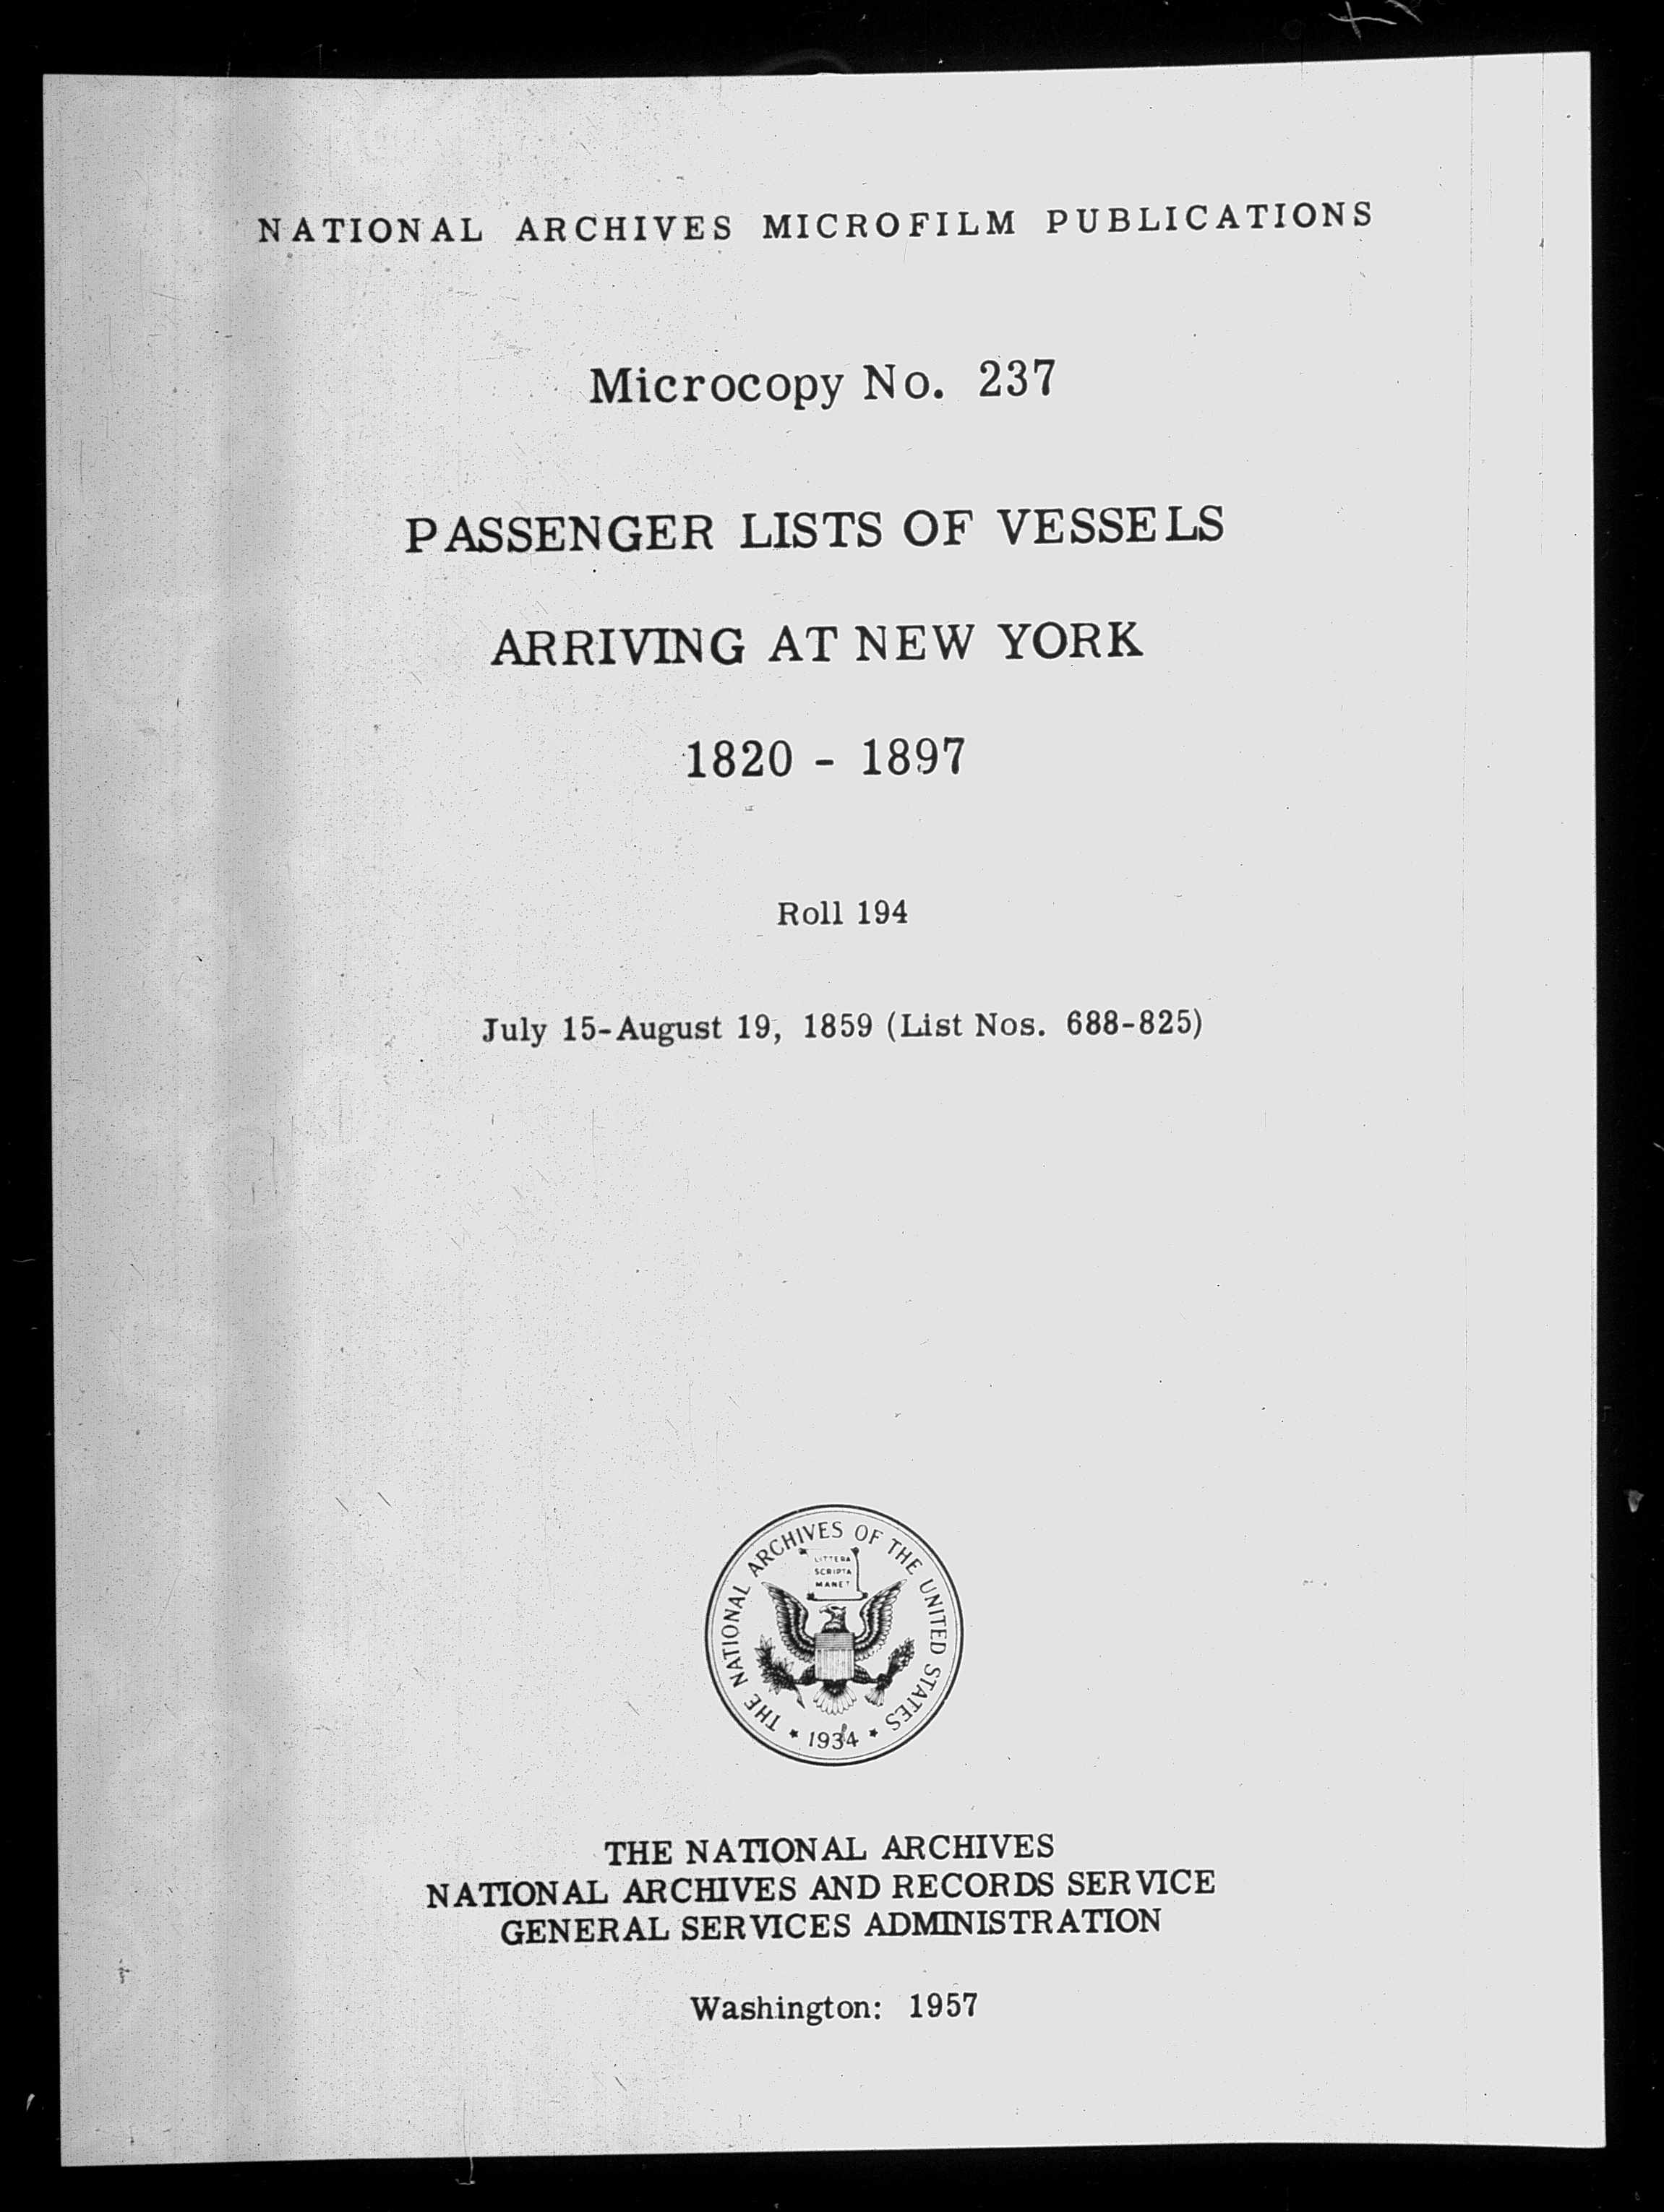 NATIONAL ARCHIVES MICROFILM PUBLICATIONS
Microcopy No. 237
PASSENGER LISTS OF VESSELS
ARRIVING AT NEW YORK
1820 - 1897
Roll 194
July 15-August 19, 1859 (List Nos. 688-825)
THE NATIONAL ARCHIVES OF THE UNITED STATES
LITTERA
SCRIPTA
MANET
* 1934 *
THE NATIONAL ARCHIVES
NATIONAL ARCHIVES AND RECORDS SERVICE
GENERAL SERVICES ADMINISTRATION
Washington: 1957